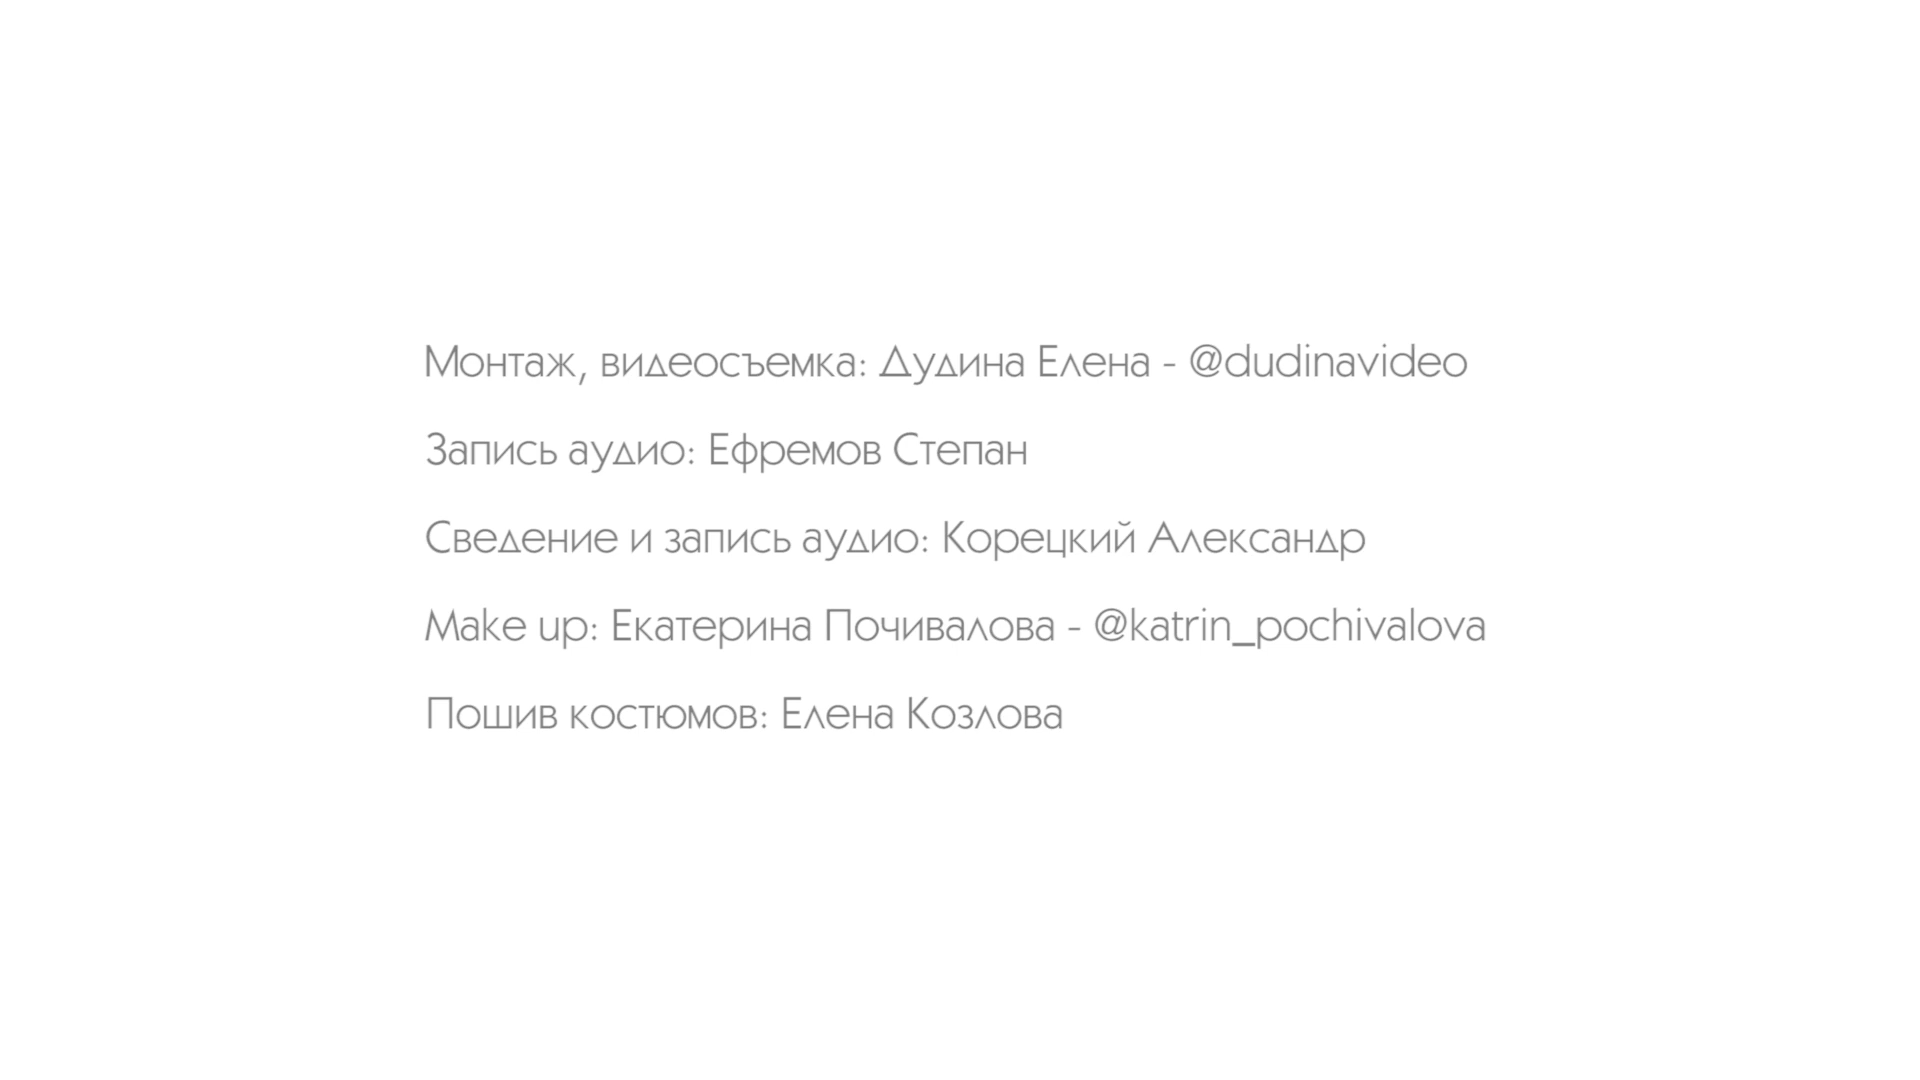 Монтаж, видеосъемка: Дудина Елена - @dudinavideo
Запись аудио: Ефремов Степан
Сведение и запись аудио: Корецкий Александр
Make up: Екатерина Почивалова - @katrin_pochivalova
Пошив костюмов: Елена Козлова